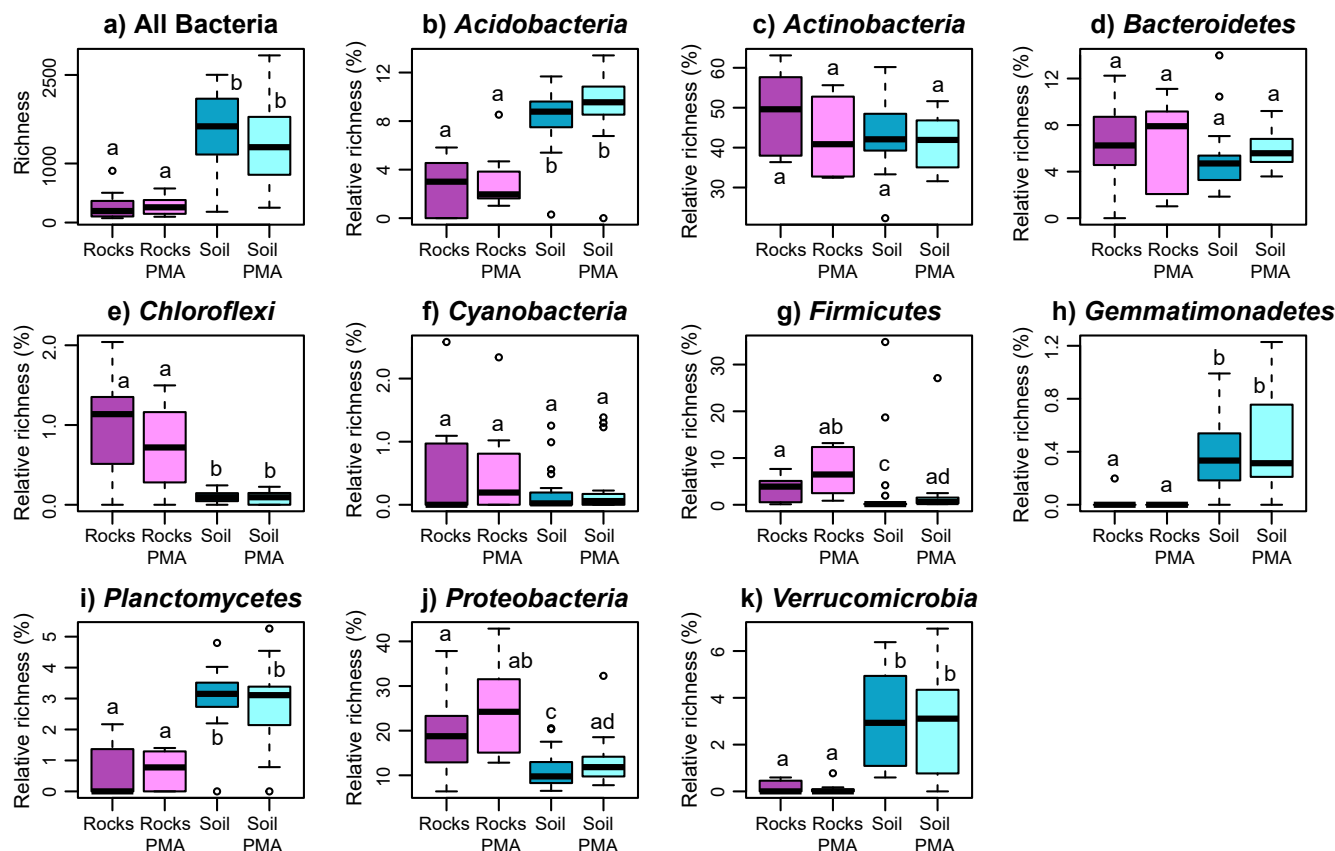 a) All Bacteria
Richness
2500
1000
0
a
a
b
b
Rocks
Rocks PMA
Soil
Soil PMA
b) Acidobacteria
Relative richness (%)
12
8
4
0
a
a
b
b
Rocks
Rocks PMA
Soil
Soil PMA
c) Actinobacteria
Relative richness (%)
60
50
40
30
a
a
a
a
Rocks
Rocks PMA
Soil
Soil PMA
d) Bacteroidetes
Relative richness (%)
12
8
4
0
a
a
a
a
Rocks
Rocks PMA
Soil
Soil PMA
e) Chloroflexi
Relative richness (%)
2.0
1.0
0.0
a
a
b
b
Rocks
Rocks PMA
Soil
Soil PMA
f) Cyanobacteria
Relative richness (%)
2.0
1.0
0.0
a
a
a
a
Rocks
Rocks PMA
Soil
Soil PMA
g) Firmicutes
Relative richness (%)
30
20
10
0
a
ab
c
ad
Rocks
Rocks PMA
Soil
Soil PMA
h) Gemmatimonadetes
Relative richness (%)
1.2
0.8
0.4
0.0
a
a
b
b
Rocks
Rocks PMA
Soil
Soil PMA
i) Planctomycetes
Relative richness (%)
5
4
3
2
1
0
a
a
b
b
Rocks
Rocks PMA
Soil
Soil PMA
j) Proteobacteria
Relative richness (%)
40
30
20
10
a
ab
c
ad
Rocks
Rocks PMA
Soil
Soil PMA
k) Verrucomicrobia
Relative richness (%)
6
4
2
0
a
a
b
b
Rocks
Rocks PMA
Soil
Soil PMA